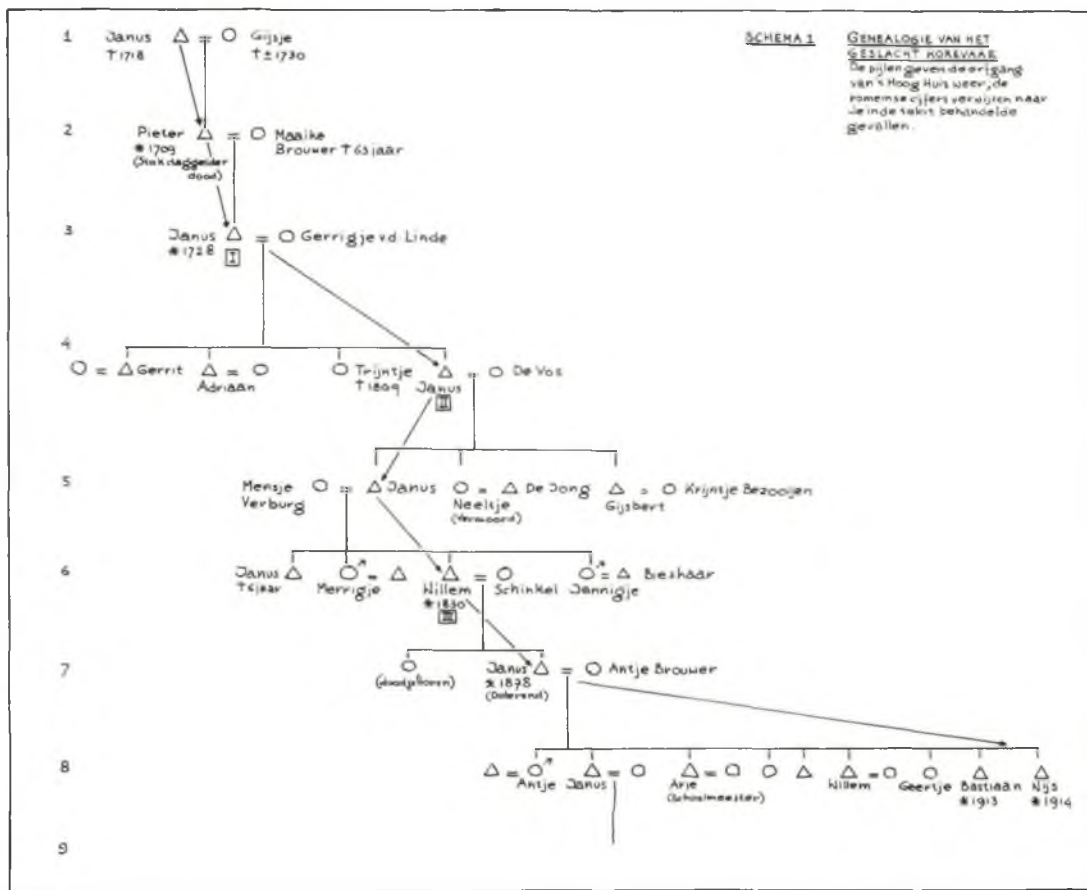 SCHEMA 1
GENEALOGIE VAN HET
GESLACHT KOREVAAR
De pijlen geven de
van 't Hoog Huis weer; de
romeinse cijfers verwijzen naar
de in de tekst behandelde
gevallen.
1
Janus
†1718
=
Gijsje
†±1730
2
Pieter
*1709
dood)
=
Maaike
Brouwer †63 jaar
3
Janus
*1728
I
=
Gerrigje vd. Linde
4
=
Gerrit
Adriaan
=
Trijntje
†1809
Janus
II
=
De Vos
5
Mensje
Verburg
=
Janus
Neeltje
(Vermoord)
=
De Jong
Gijsbert
=
Krijntje Bezooijen
6
Janus
†6 jaar
Merrigje
=
Willem
*1830
III
=
Schinkel
Jannigje
=
Bieshaar
7
(doodgeboren)
Janus
*1878
=
Antje Brouwer
8
=
Antje
Janus
=
Arie
(Schoolmeester)
=
Willem
=
Geertje
Bastiaan
*1913
Nijs
*1914
9